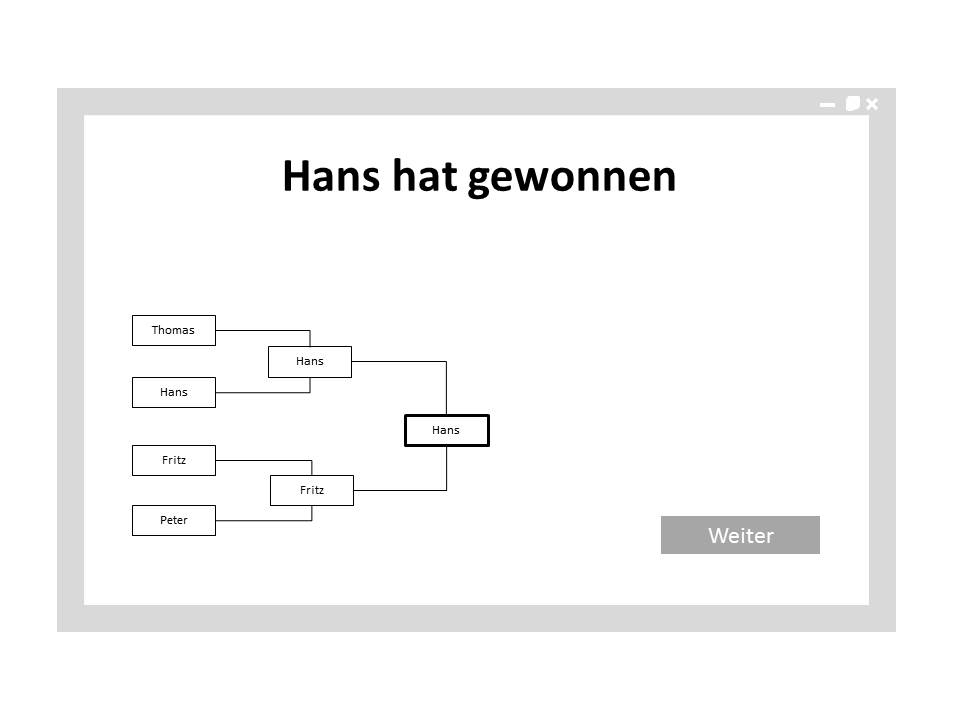 Hans hat gewonnen
Thomas
Hans
Hans
Hans
Fritz
Fritz
Peter
Weiter